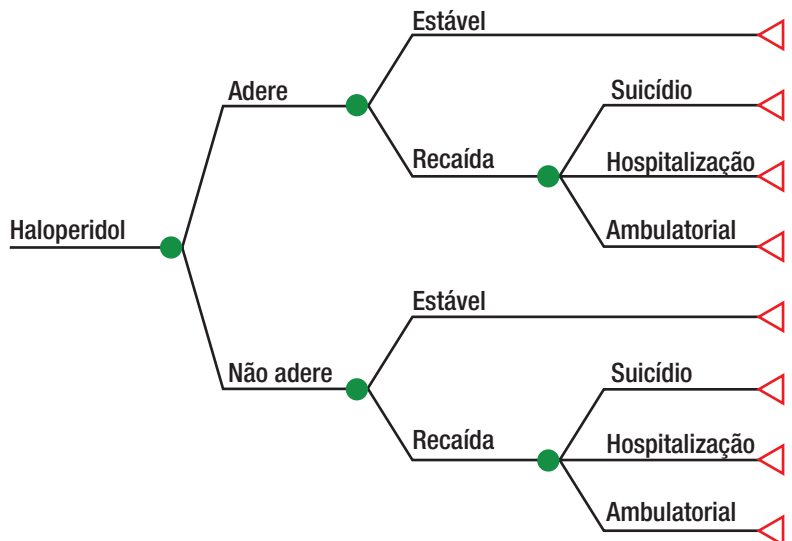 Estável
Adere
Suicídio
Recaída
Hospitalização
Haloperidol
Ambulatorial
Estável
Não adere
Suicídio
Recaída
Hospitalização
Ambulatorial